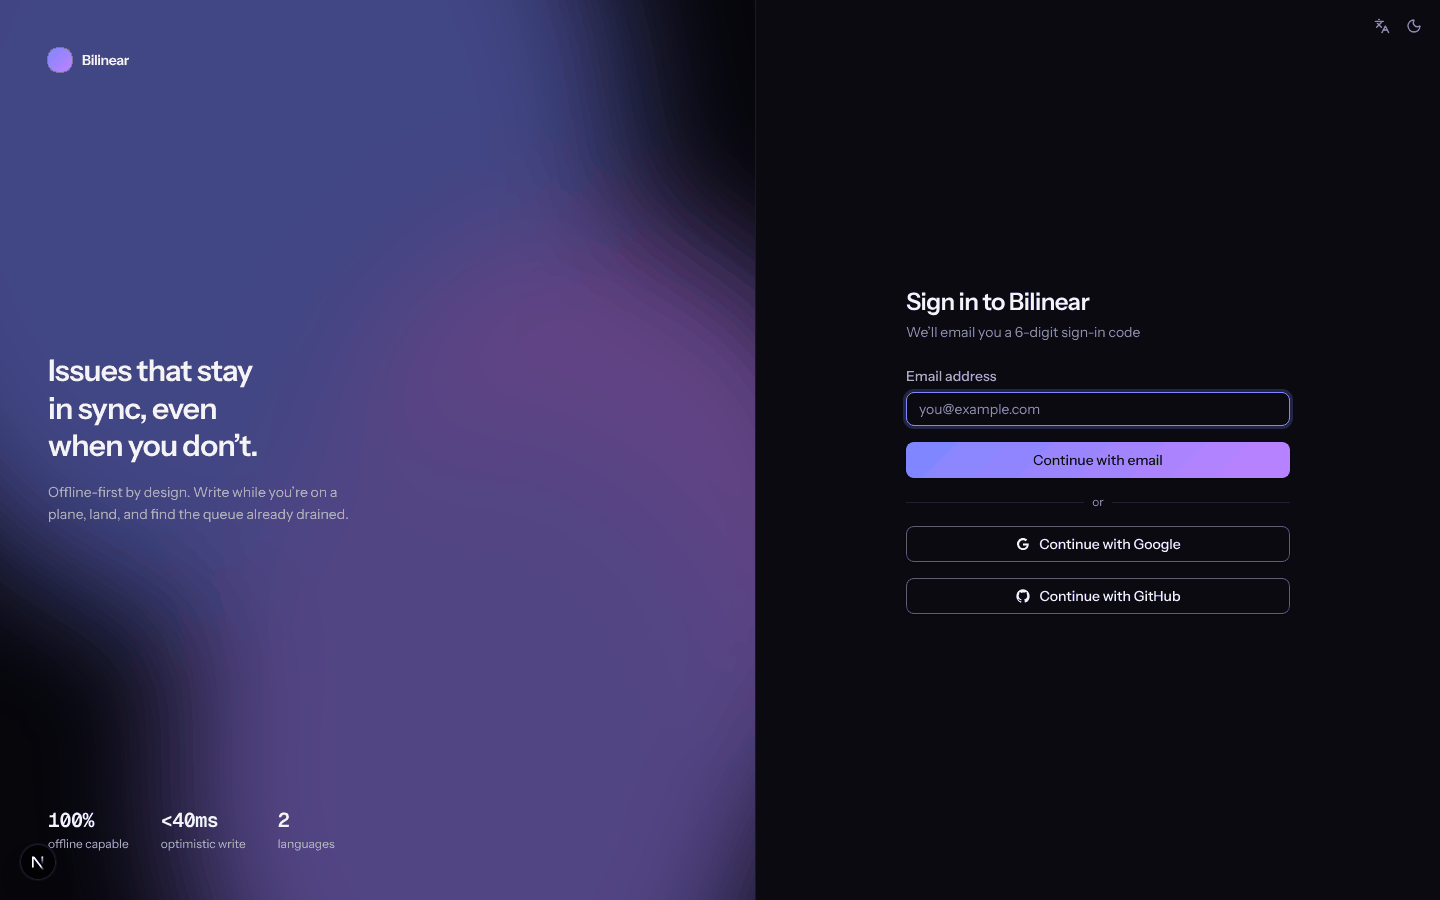 Bilinear
Issues that stay
in sync, even
when you don’t.
Offline-first by design. Write while you’re on a
plane, land, and find the queue already drained.
100%
offline capable
<40ms
optimistic write
2
languages
N
Sign in to Bilinear
We’ll email you a 6-digit sign-in code
Email address
you@example.com
Continue with email
or
Continue with Google
Continue with GitHub